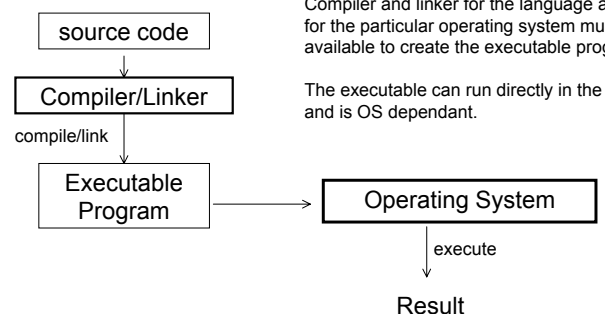 Compiler and linker for the language a
for the particular operating system mu
available to create the executable prog
The executable can run directly in the
and is OS dependant.
source code
Compiler/Linker
compile/link
Executable
Program
Operating System
execute
Result